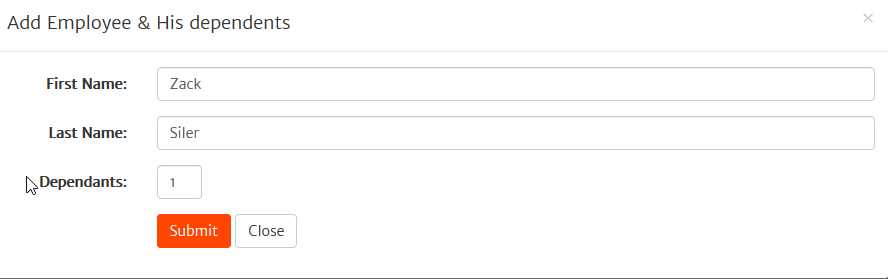 Add Employee & His dependents ×
First Name: Zack
Last Name: Siler
Dependants: 1
Submit Close